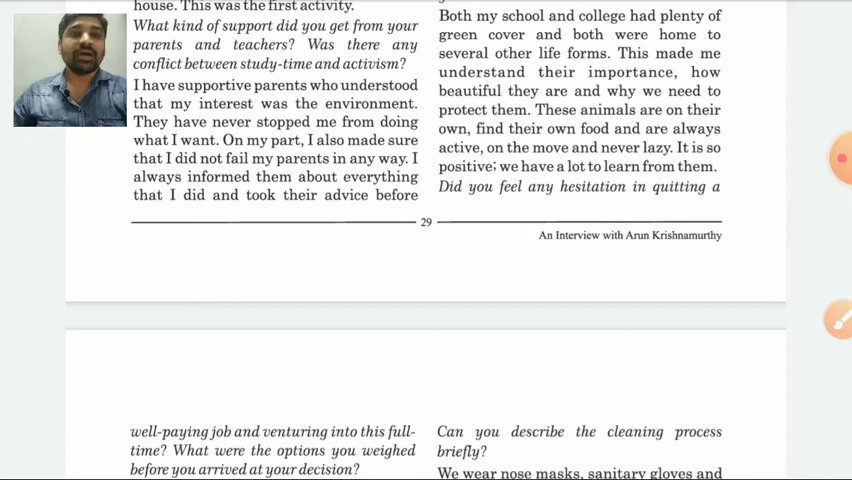 house. This was the first activity.
What kind of support did you get from your
parents and teachers? Was there any
conflict between study-time and activism?
I have supportive parents who understood
that my interest was the environment.
They have never stopped me from doing
what I want. On my part, I also made sure
that I did not fail my parents in any way. I
always informed them about everything
that I did and took their advice before
Both my school and college had plenty of
green cover and both were home to
several other life forms. This made me
understand their importance, how
beautiful they are and why we need to
protect them. These animals are on their
own, find their own food and are always
active, on the move and never lazy. It is so
positive; we have a lot to learn from them.
Did you feel any hesitation in quitting a
29
An Interview with Arun Krishnamurthy
well-paying job and venturing into this full-
time? What were the options you weighed
before you arrived at your decision?
Can you describe the cleaning process
briefly?
We wear nose masks, sanitary gloves and